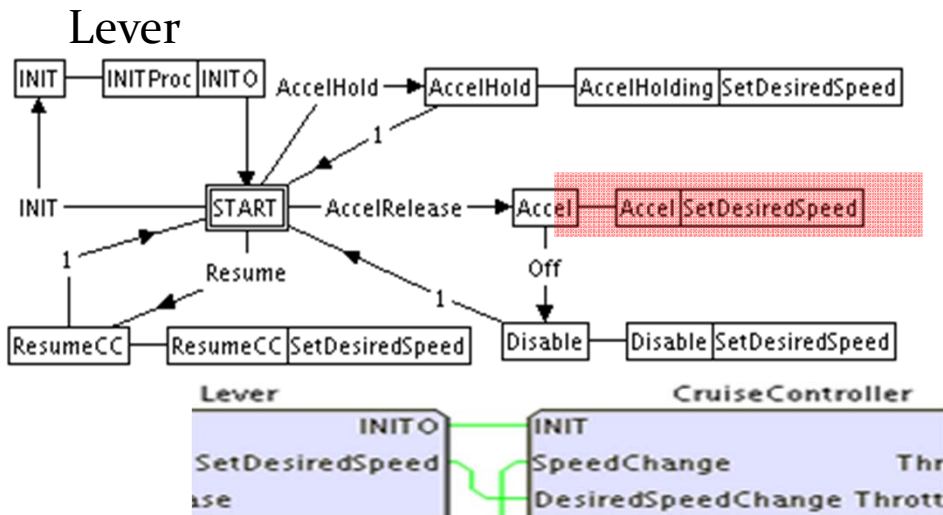 Lever
INIT INITProc INITO AccelHold AccelHold AccelHolding SetDesiredSpeed
1
INIT START AccelRelease Accel Accel SetDesiredSpeed
1 Resume Off
1
ResumeCC ResumeCC SetDesiredSpeed Disable Disable SetDesiredSpeed
Lever CruiseController
INITO INIT
SetDesiredSpeed SpeedChange Thr
ase DesiredSpeedChange Thrott